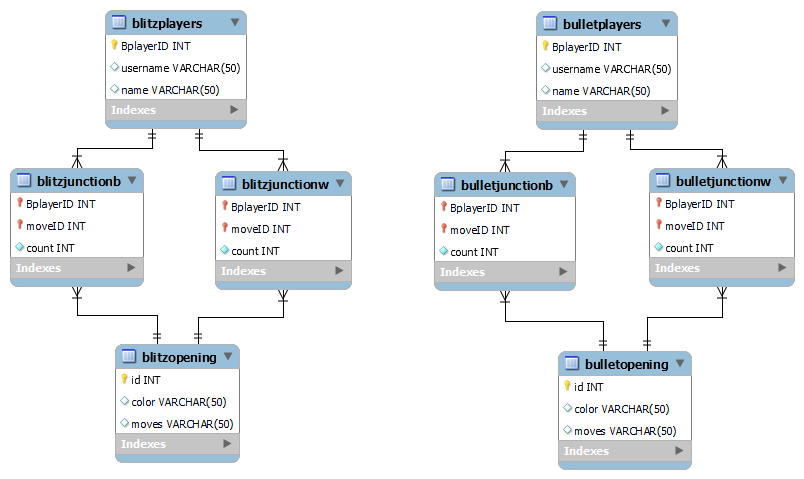 blitzplayers
BplayerID INT
username VARCHAR(50)
name VARCHAR(50)
Indexes
bulletplayers
BplayerID INT
username VARCHAR(50)
name VARCHAR(50)
Indexes
blitzjunctionb
BplayerID INT
moveID INT
count INT
Indexes
blitzjunctionw
BplayerID INT
moveID INT
count INT
Indexes
bulletjunctionb
BplayerID INT
moveID INT
count INT
Indexes
bulletjunctionw
BplayerID INT
moveID INT
count INT
Indexes
blitzopening
id INT
color VARCHAR(50)
moves VARCHAR(50)
Indexes
bulletopening
id INT
color VARCHAR(50)
moves VARCHAR(50)
Indexes